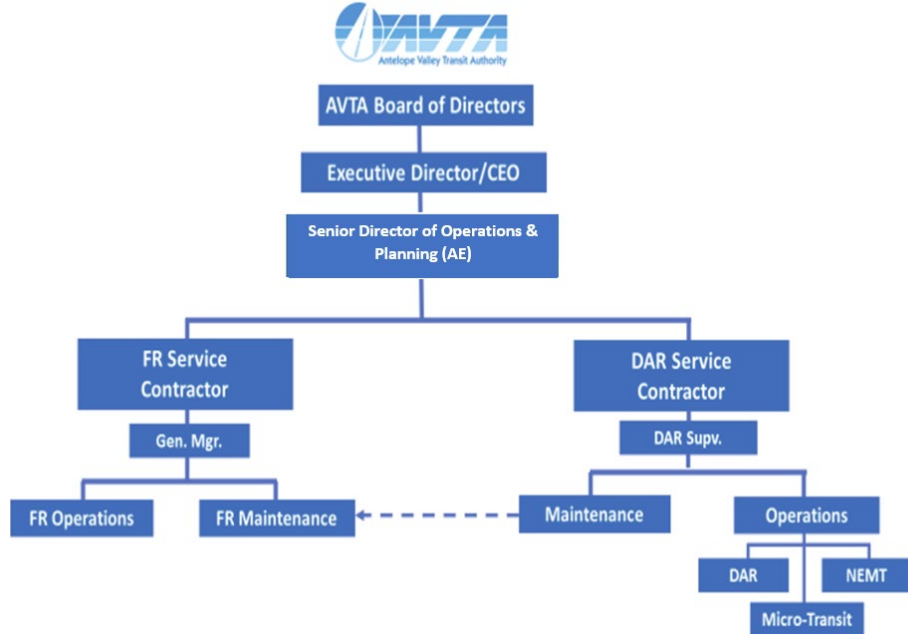 AVTA
Antelope Valley Transit Authority
AVTA Board of Directors
Executive Director/CEO
Senior Director of Operations &
Planning (AE)
FR Service
Contractor
DAR Service
Contractor
Gen. Mgr.
DAR Supv.
FR Operations
FR Maintenance
Maintenance
Operations
DAR
NEMT
Micro-Transit